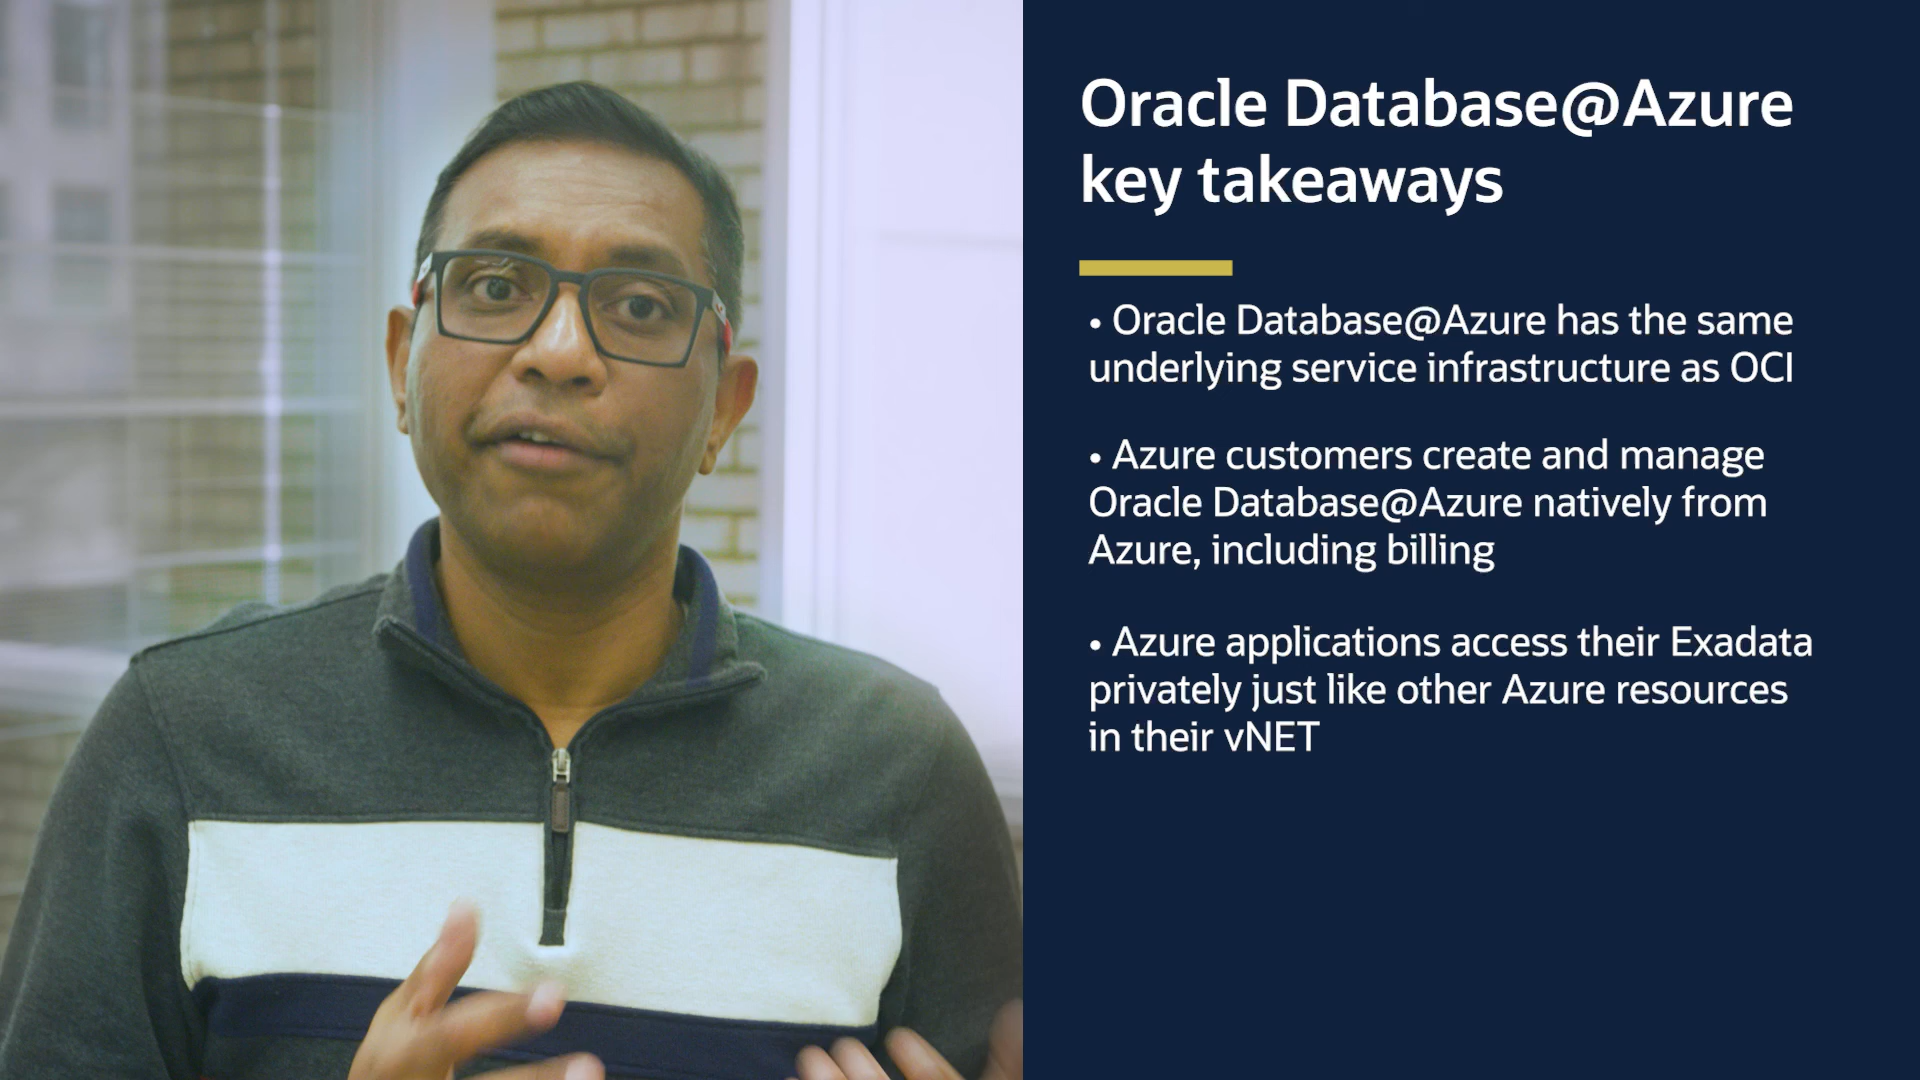 Oracle Database@Azure
key takeaways
• Oracle Database@Azure has the same
underlying service infrastructure as OCI
• Azure customers create and manage
Oracle Database@Azure natively from
Azure, including billing
• Azure applications access their Exadata
privately just like other Azure resources
in their vNET